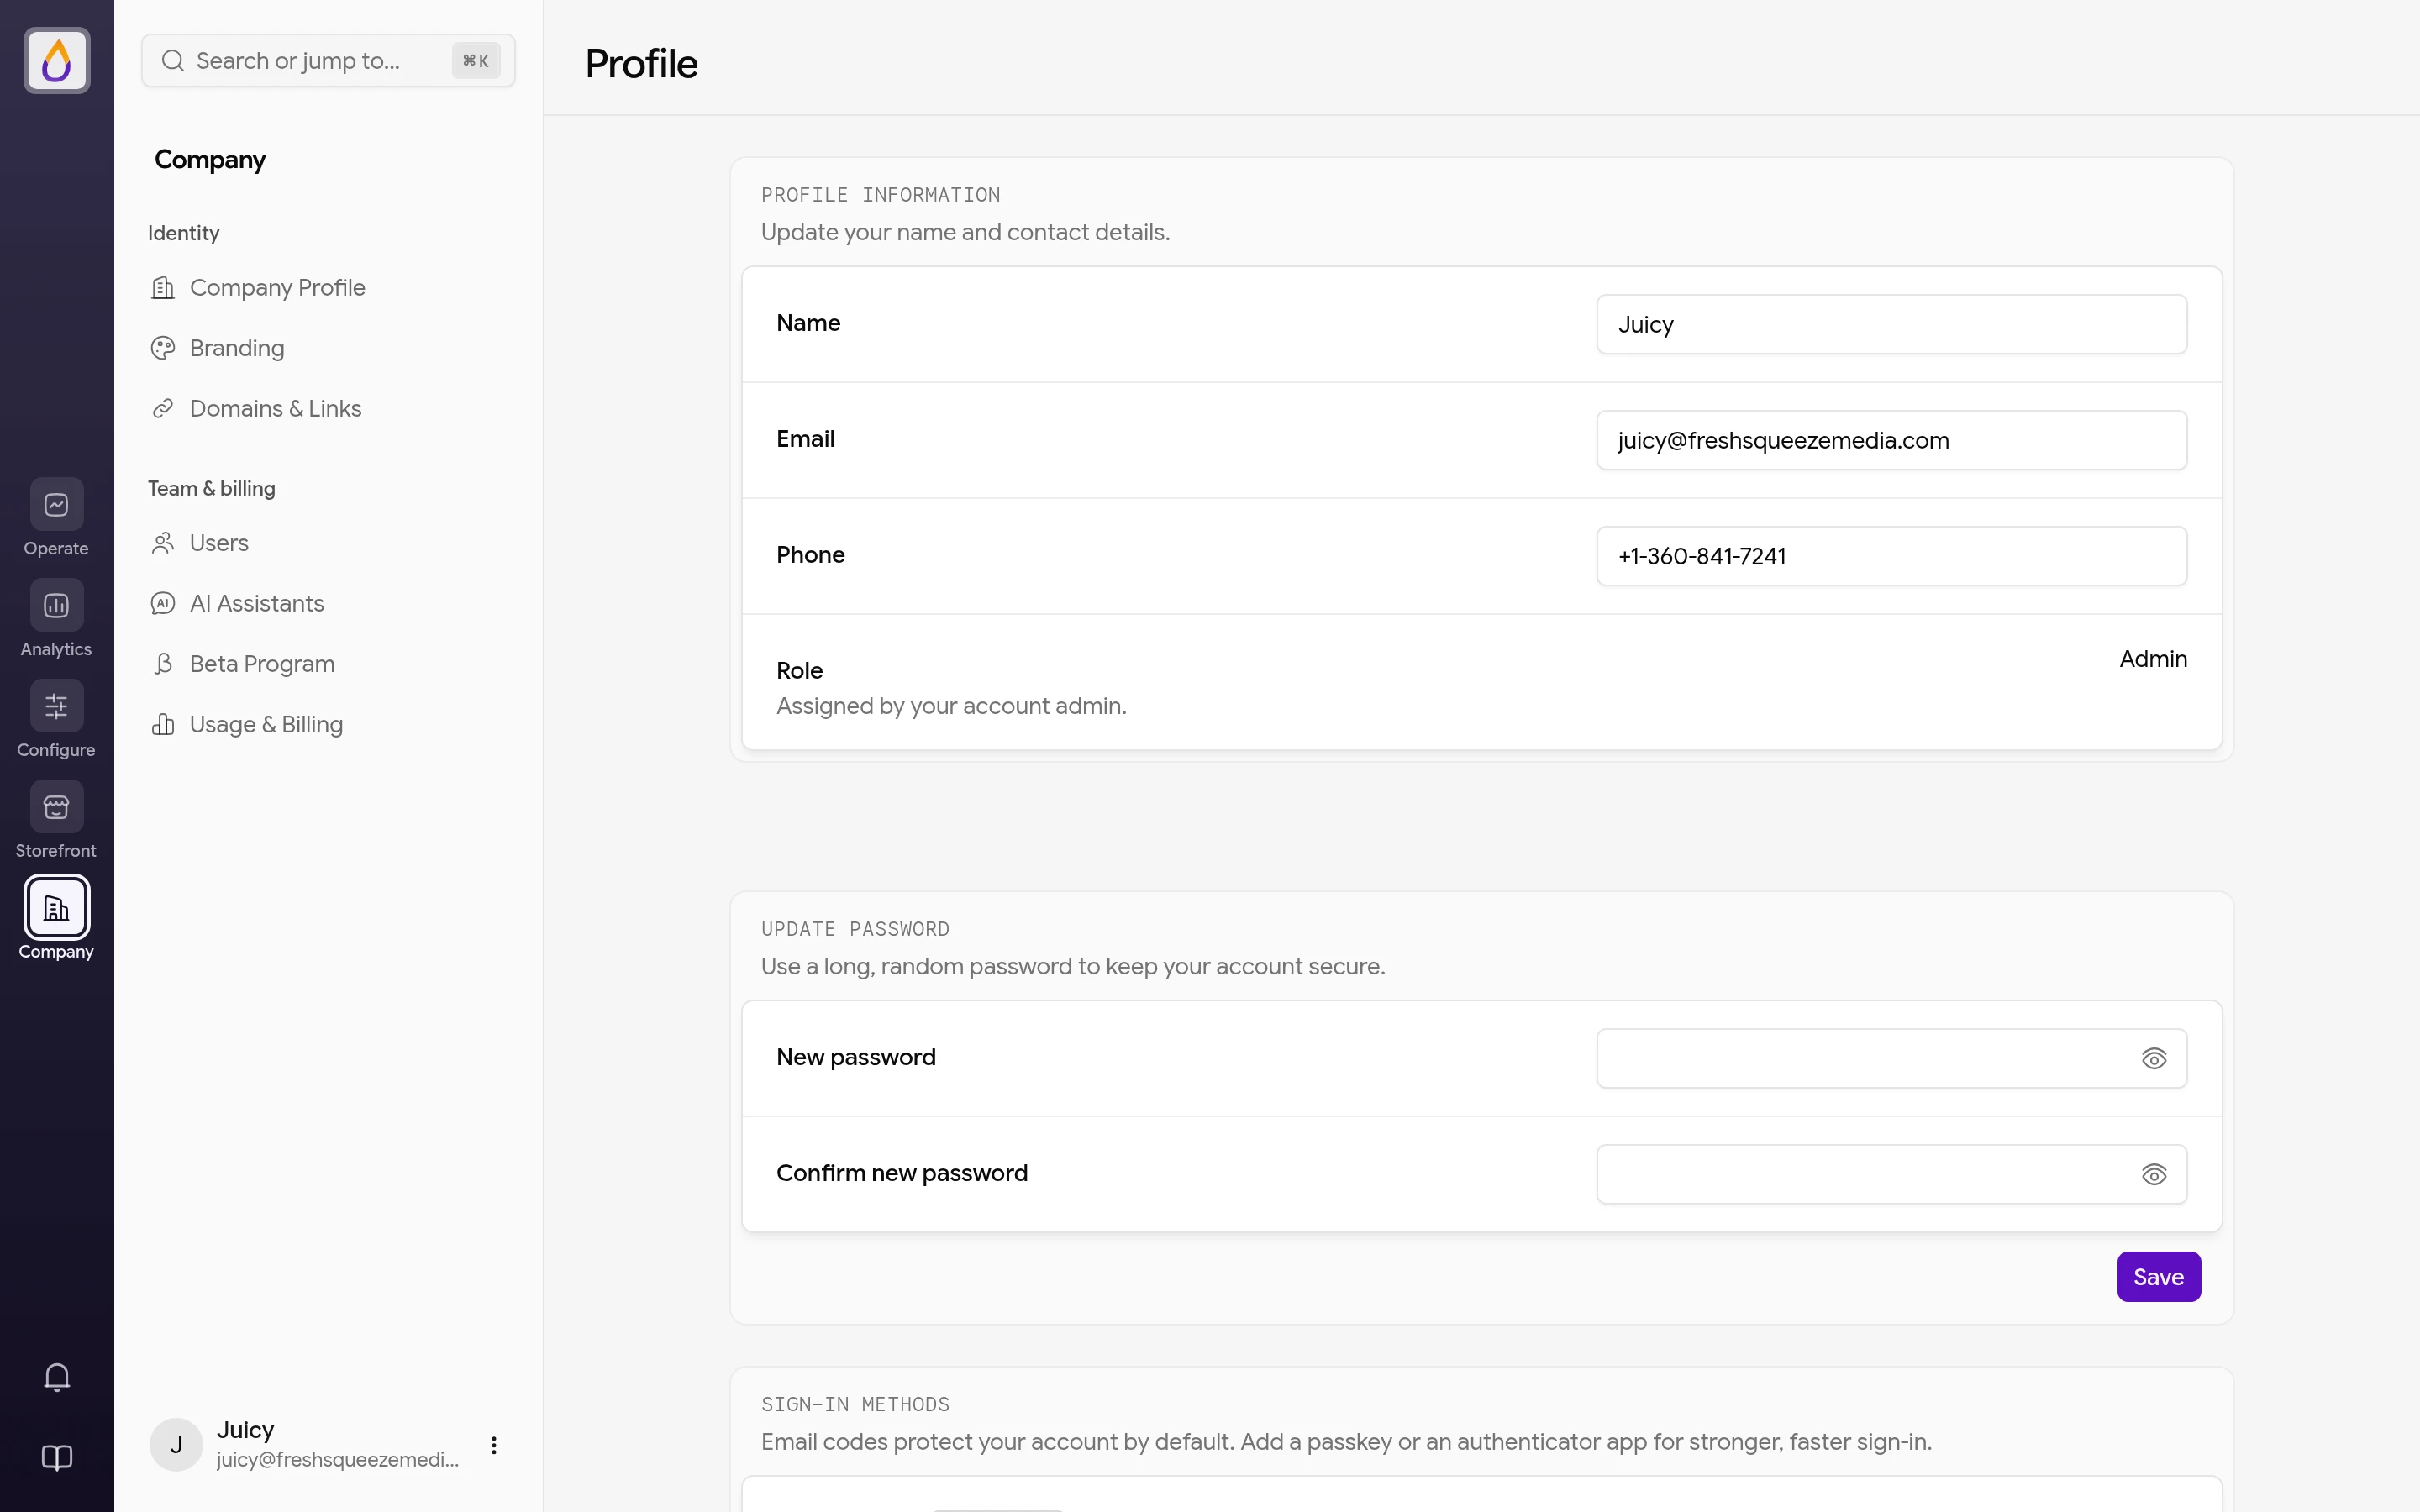 Search or jump to...
⌘ K
Company
Identity
Company Profile
Branding
Domains & Links
Team & billing
Users
AI Assistants
Beta Program
Usage & Billing
Operate
Analytics
Configure
Storefront
Company
J
Juicy
juicy@freshsqueezemedi...
Profile
PROFILE INFORMATION
Update your name and contact details.
Name
Juicy
Email
juicy@freshsqueezemedia.com
Phone
+1-360-841-7241
Role
Admin
Assigned by your account admin.
UPDATE PASSWORD
Use a long, random password to keep your account secure.
New password
Confirm new password
Save
SIGN-IN METHODS
Email codes protect your account by default. Add a passkey or an authenticator app for stronger, faster sign-in.